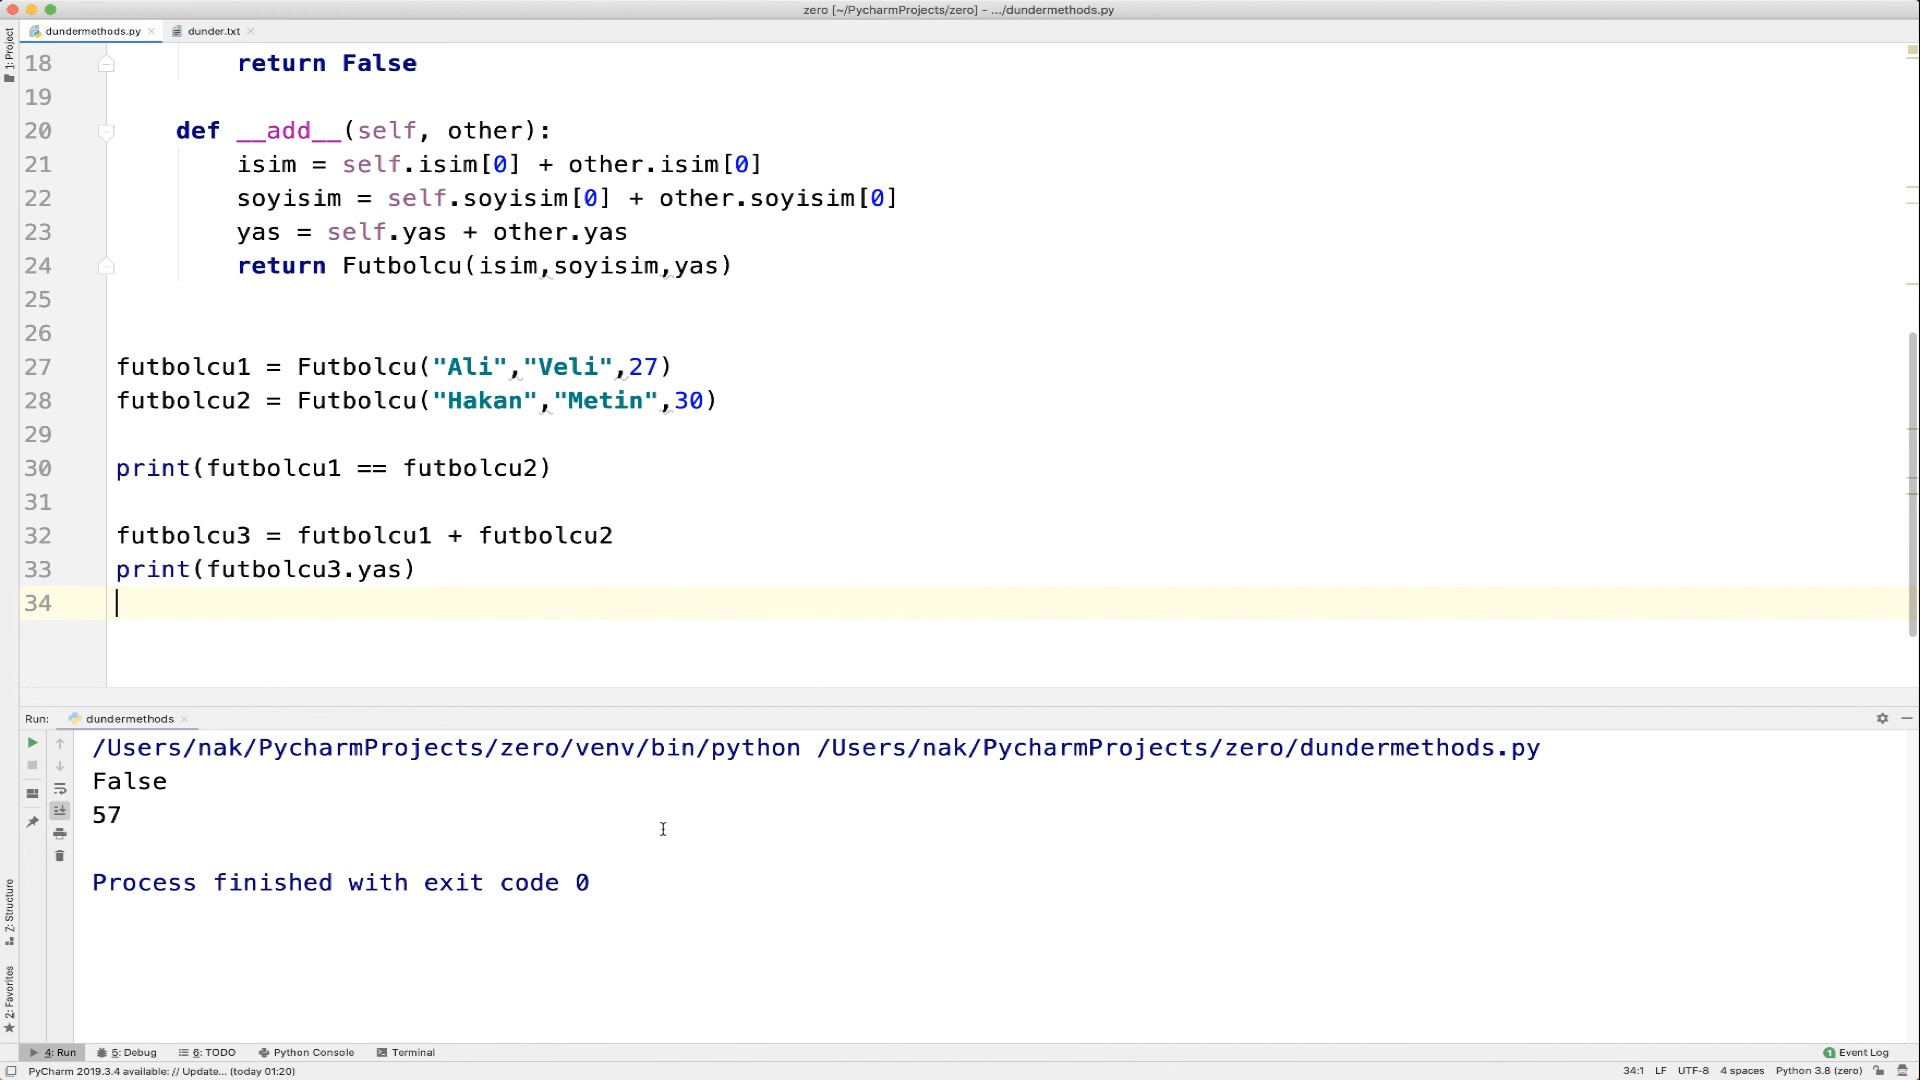 zero [~/PycharmProjects/zero] - .../dundermethods.py
dundermethods.py
dunder.txt
1: Project
18 return False
19
20 def __add__(self, other):
21 isim = self.isim[0] + other.isim[0]
22 soyisim = self.soyisim[0] + other.soyisim[0]
23 yas = self.yas + other.yas
24 return Futbolcu(isim,soyisim,yas)
25
26
27 futbolcu1 = Futbolcu("Ali","Veli",27)
28 futbolcu2 = Futbolcu("Hakan","Metin",30)
29
30 print(futbolcu1 == futbolcu2)
31
32 futbolcu3 = futbolcu1 + futbolcu2
33 print(futbolcu3.yas)
34
Run: dundermethods
/Users/nak/PycharmProjects/zero/venv/bin/python /Users/nak/PycharmProjects/zero/dundermethods.py
False
57
Process finished with exit code 0
Z: Structure
2: Favorites
4: Run 5: Debug 6: TODO Python Console Terminal 1 Event Log
PyCharm 2019.3.4 available: // Update... (today 01:20) 34:1 LF UTF-8 4 spaces Python 3.8 (zero)